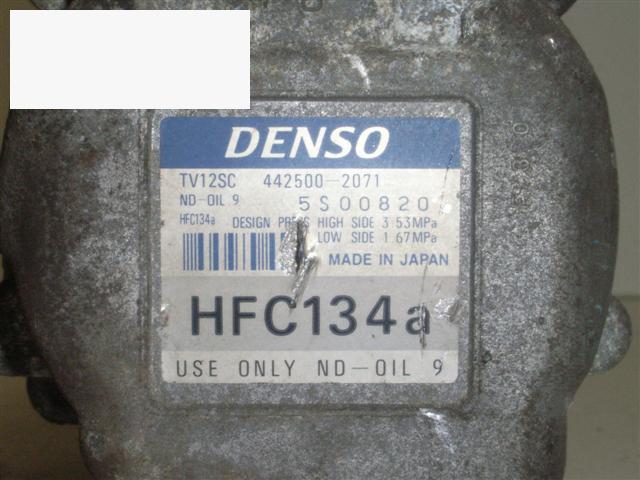 DENSO
TV12SC 442500-2071
ND-OIL 9 5S00820
HFC134a DESIGN PRESS HIGH SIDE 3.53MPa
LOW SIDE 1.67MPa
MADE IN JAPAN
HFC134a
USE ONLY ND-OIL 9